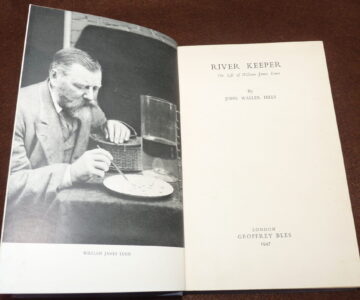 WILLIAM JAMES LUNN
RIVER KEEPER
The Life of William James Lunn
By
JOHN WALLER HILLS
LONDON
GEOFFREY BLES
1947